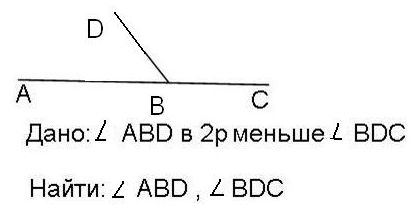 D
A
B
C
Дано: ∠ ABD в 2р меньше ∠ BDC
Найти: ∠ ABD , ∠ BDC